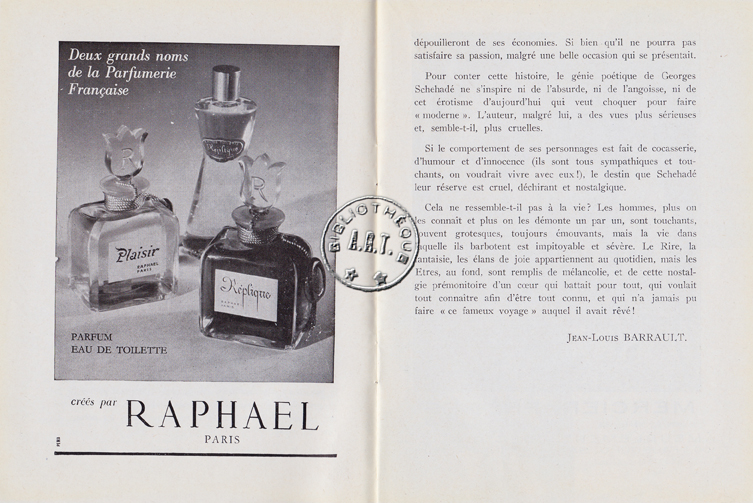 Deux grands noms
de la Parfumerie
Française
R
Réplique
R
Plaisir
RAPHAEL
PARIS
Réplique
RAPHAEL
PARIS
PARFUM
EAU DE TOILETTE
créés par
RAPHAEL
PARIS
BIBLIOTHÈQUE
A.R.T.
dépouilleront de ses économies. Si bien qu'il ne pourra pas
satisfaire sa passion, malgré une belle occasion qui se présentait.
Pour conter cette histoire, le génie poétique de Georges
Schehadé ne s'inspire ni de l'absurde, ni de l'angoisse, ni de
cet érotisme d'aujourd'hui qui veut choquer pour faire
« moderne ». L'auteur, malgré lui, a des vues plus sérieuses
et, semble-t-il, plus cruelles.
Si le comportement de ses personnages est fait de cocasserie,
d'humour et d'innocence (ils sont tous sympathiques et tou-
chants, on voudrait vivre avec eux!), le destin que Schehadé
leur réserve est cruel, déchirant et nostalgique.
Cela ne ressemble-t-il pas à la vie? Les hommes, plus on
les connait et plus on les démonte un par un, sont touchants,
souvent grotesques, toujours émouvants, mais la vie dans
laquelle ils barbotent est impitoyable et sévère. Le Rire, la
fantaisie, les élans de joie appartiennent au quotidien, mais les
Etres, au fond, sont remplis de mélancolie, et de cette nostal-
gie prémonitoire d'un cœur qui battait pour tout, qui voulait
tout connaitre afin d'être tout connu, et qui n'a jamais pu
faire « ce fameux voyage » auquel il avait rêvé!
JEAN-LOUIS BARRAULT.